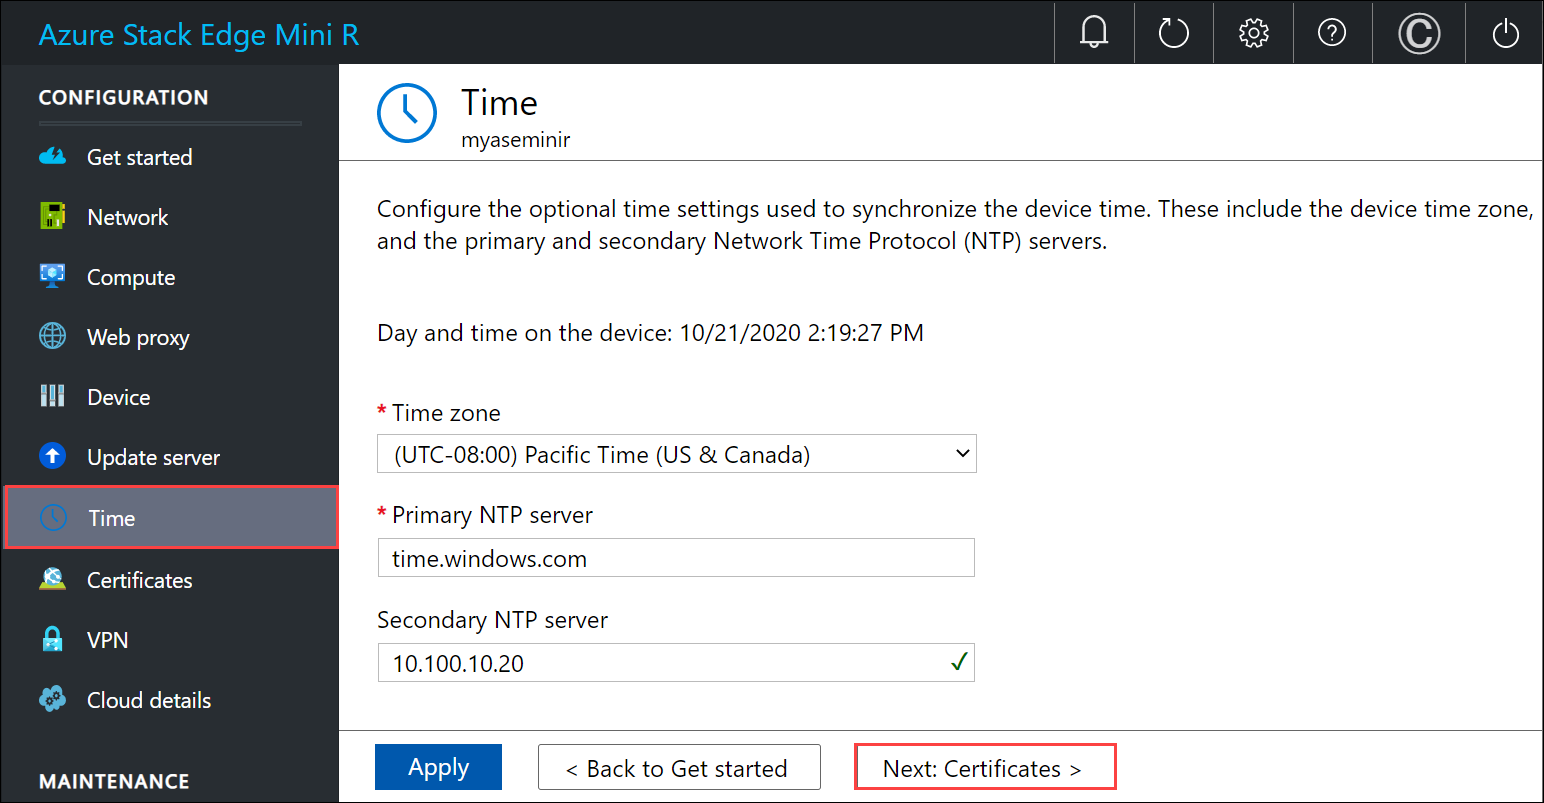 Azure Stack Edge Mini R
CONFIGURATION
Get started
Network
Compute
Web proxy
Device
Update server
Time
Certificates
VPN
Cloud details
MAINTENANCE
Time
myaseminir
Configure the optional time settings used to synchronize the device time. These include the device time zone,
and the primary and secondary Network Time Protocol (NTP) servers.
Day and time on the device: 10/21/2020 2:19:27 PM
* Time zone
(UTC-08:00) Pacific Time (US & Canada)
* Primary NTP server
time.windows.com
Secondary NTP server
10.100.10.20
Apply
< Back to Get started
Next: Certificates >